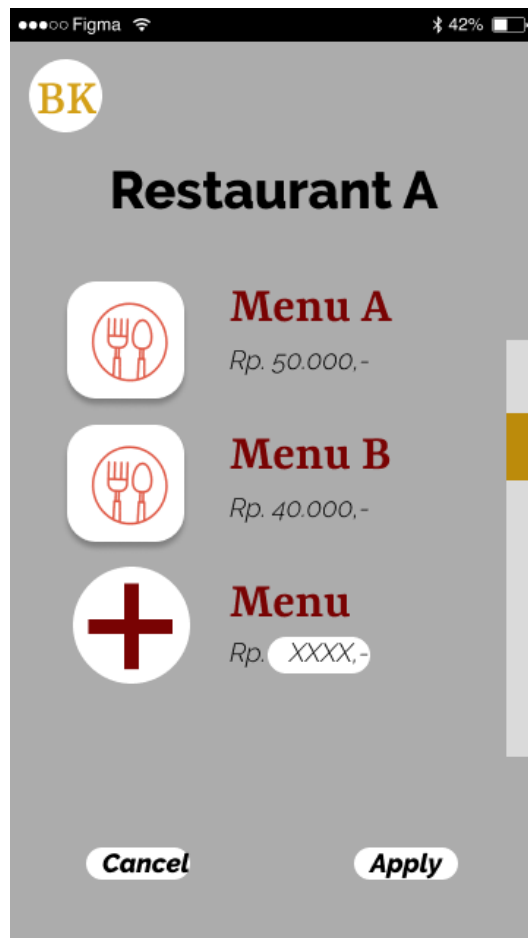 Figma
42%
BK
Restaurant A
Menu A
Rp. 50.000,-
Menu B
Rp. 40.000,-
Menu
Rp. XXXX,-
Cancel
Apply